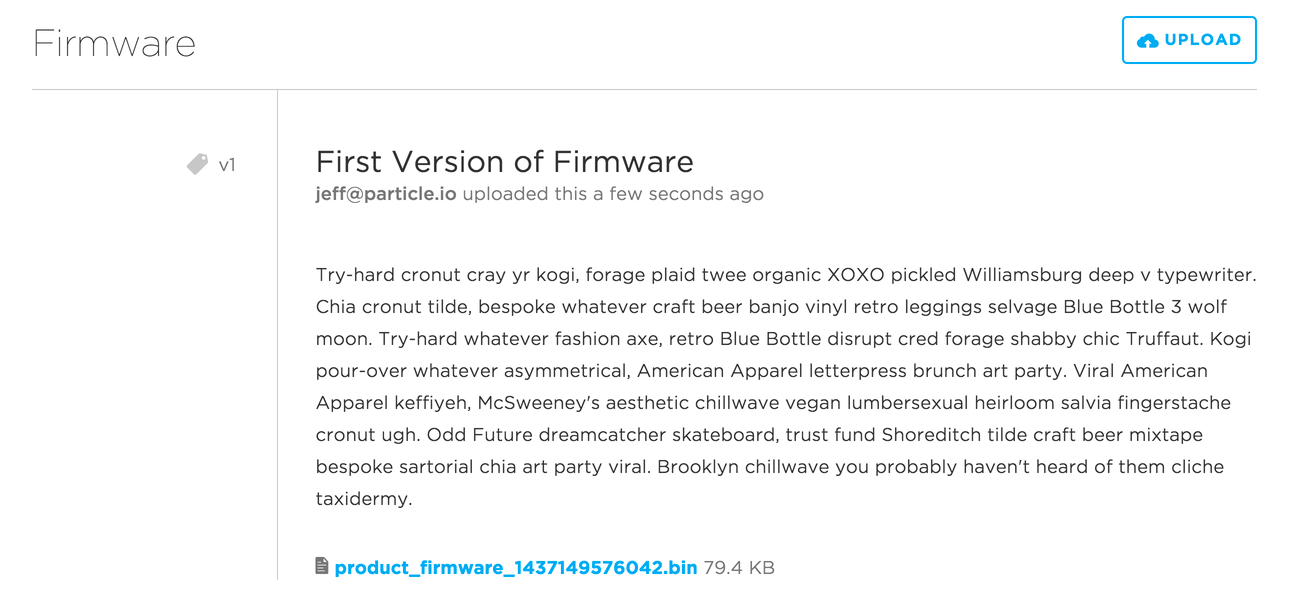 Firmware
UPLOAD
v1
First Version of Firmware
jeff@particle.io uploaded this a few seconds ago
Try-hard cronut cray yr kogi, forage plaid twee organic XOXO pickled Williamsburg deep v typewriter.
Chia cronut tilde, bespoke whatever craft beer banjo vinyl retro leggings selvage Blue Bottle 3 wolf
moon. Try-hard whatever fashion axe, retro Blue Bottle disrupt cred forage shabby chic Truffaut. Kogi
pour-over whatever asymmetrical, American Apparel letterpress brunch art party. Viral American
Apparel keffiyeh, McSweeney's aesthetic chillwave vegan lumbersexual heirloom salvia fingerstache
cronut ugh. Odd Future dreamcatcher skateboard, trust fund Shoreditch tilde craft beer mixtape
bespoke sartorial chia art party viral. Brooklyn chillwave you probably haven't heard of them cliche
taxidermy.
product_firmware_1437149576042.bin 79.4 KB